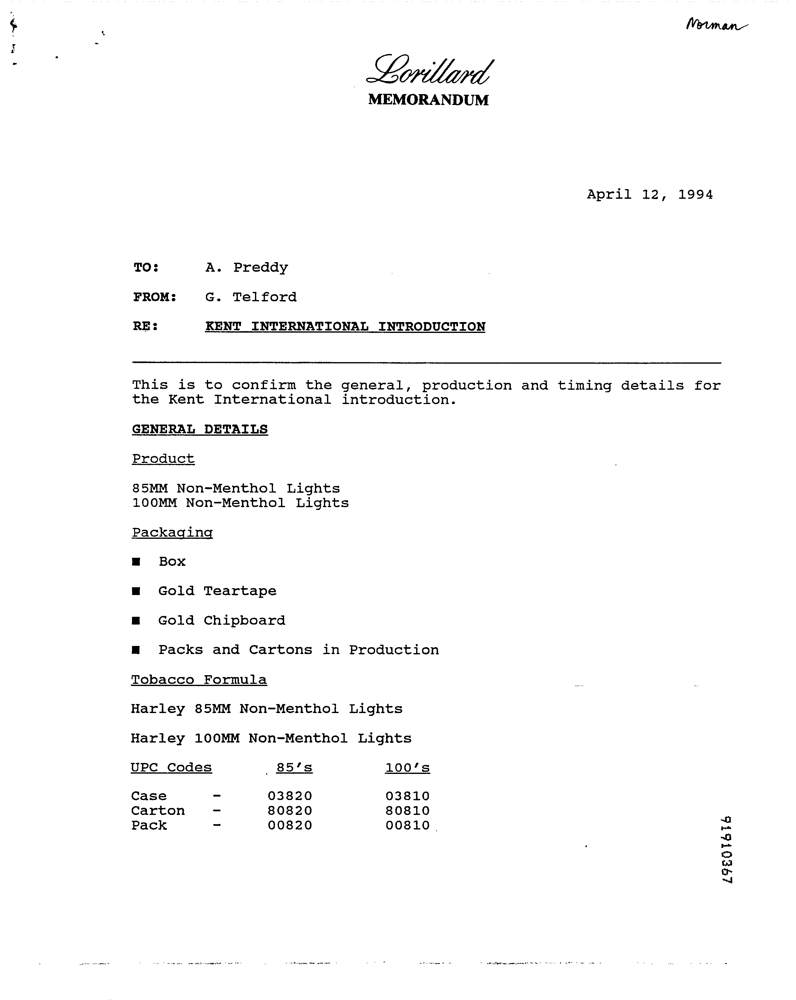 Norman
Lorillard
MEMORANDUM
April 12, 1994
TO: A. Preddy
FROM: G. Telford
RE: KENT INTERNATIONAL INTRODUCTION
This is to confirm the general, production and timing details for
the Kent International introduction.
GENERAL DETAILS
Product
85MM Non-Menthol Lights
100MM Non-Menthol Lights
Packaging
■ Box
■ Gold Teartape
■ Gold Chipboard
■ Packs and Cartons in Production
Tobacco Formula
Harley 85MM Non-Menthol Lights
Harley 100MM Non-Menthol Lights
UPC Codes 85's 100's
Case - 03820 03810
Carton - 80820 80810
Pack - 00820 00810
91910367